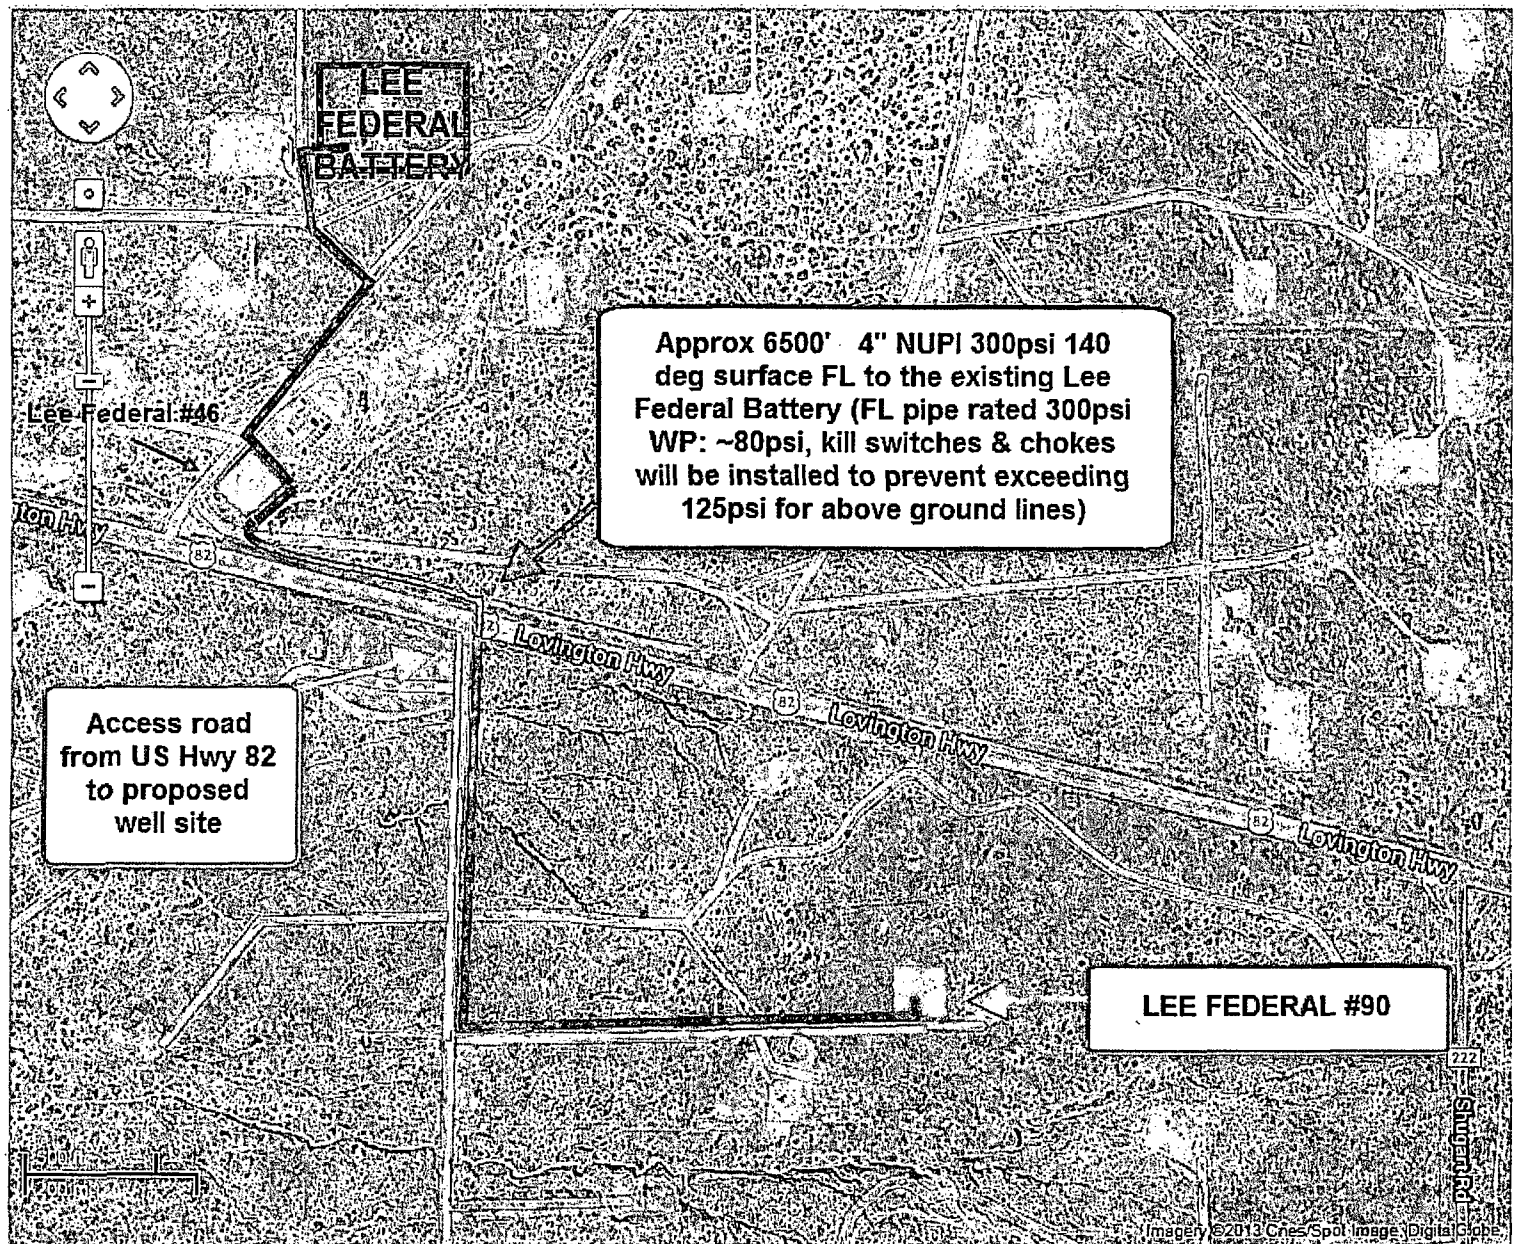 LEE
FEDERAL
BATTERY
Approx 6500' 4" NUPI 300psi 140
deg surface FL to the existing Lee
Federal Battery (FL pipe rated 300psi
WP: ~80psi, kill switches & chokes
will be installed to prevent exceeding
125psi for above ground lines)
Lee Federal #46
82
Lovington Hwy
82
Lovington Hwy
82
Lovington Hwy
Access road
from US Hwy 82
to proposed
well site
LEE FEDERAL #90
222
Shugart Rd
Imagery ©2013 Cnes/Spot Image, DigitalGlobe